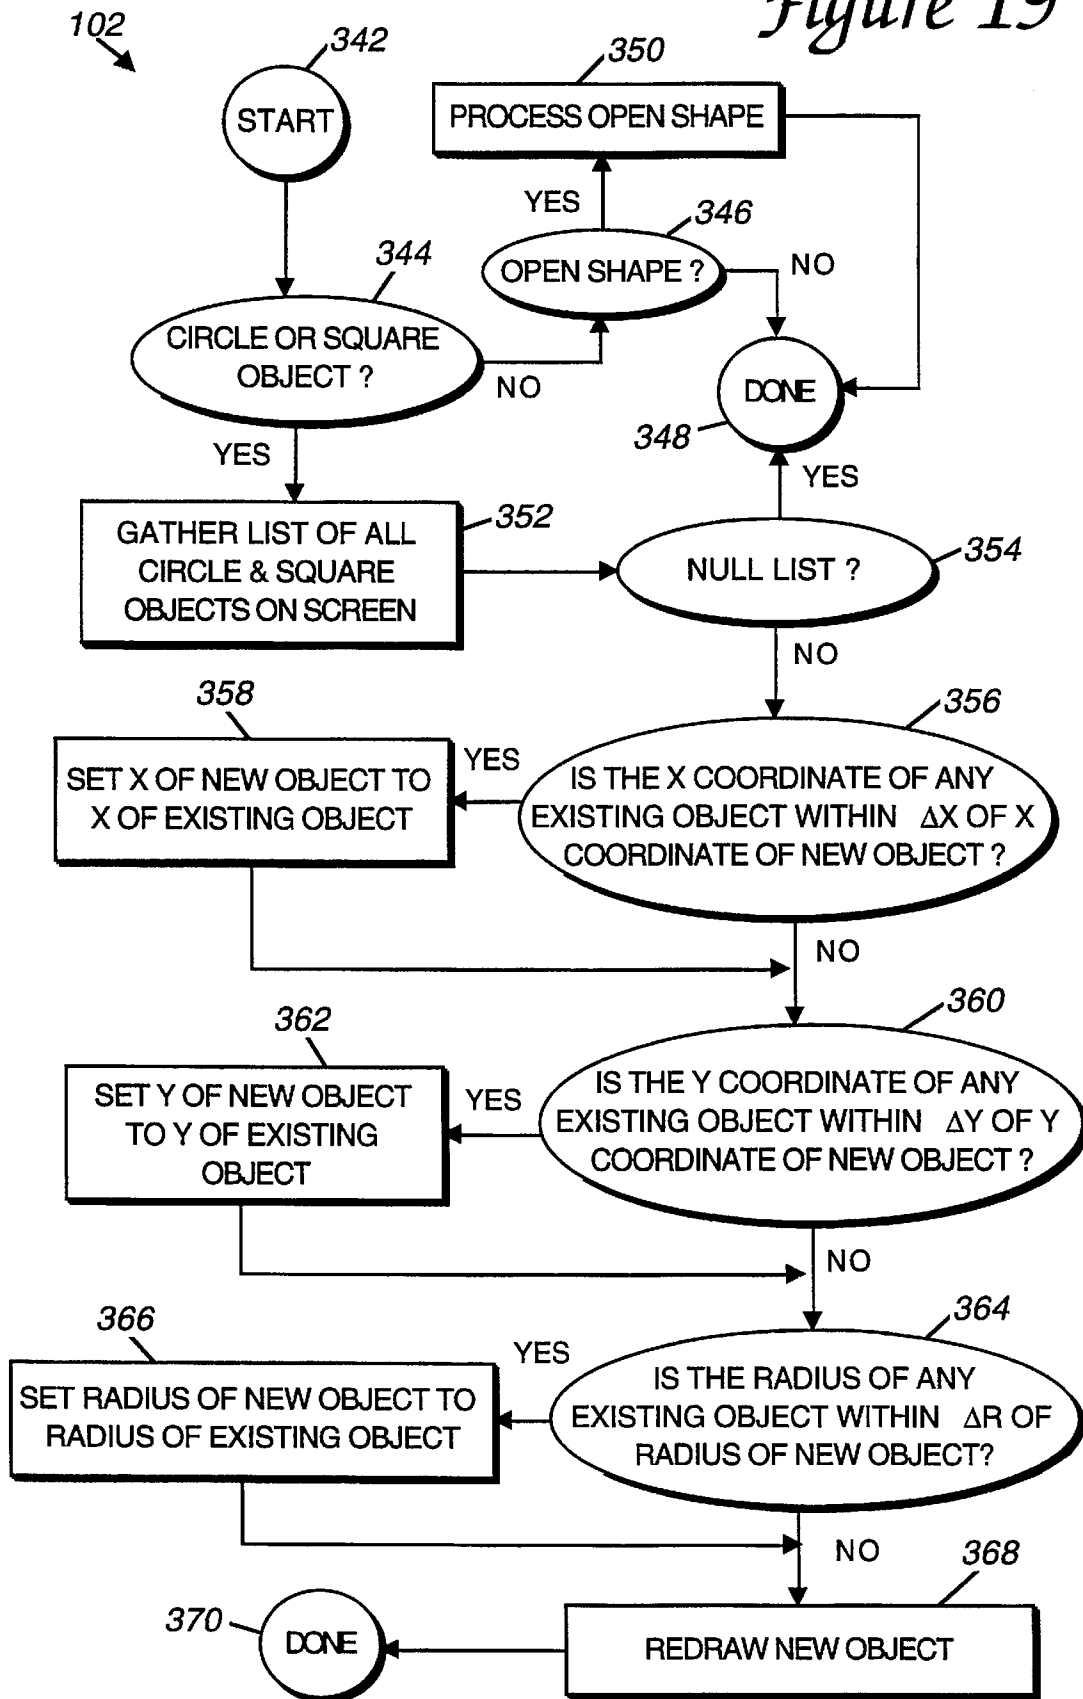 Figure 19
102
342
START
350
PROCESS OPEN SHAPE
YES
346
OPEN SHAPE ?
NO
344
CIRCLE OR SQUARE
OBJECT ?
NO
DONE
348
YES
YES
352
GATHER LIST OF ALL
CIRCLE & SQUARE
OBJECTS ON SCREEN
354
NULL LIST ?
NO
358
356
SET X OF NEW OBJECT TO
X OF EXISTING OBJECT
YES
IS THE X COORDINATE OF ANY
EXISTING OBJECT WITHIN ΔX OF X
COORDINATE OF NEW OBJECT ?
NO
362
360
SET Y OF NEW OBJECT
TO Y OF EXISTING
OBJECT
YES
IS THE Y COORDINATE OF ANY
EXISTING OBJECT WITHIN ΔY OF Y
COORDINATE OF NEW OBJECT ?
NO
366
364
SET RADIUS OF NEW OBJECT TO
RADIUS OF EXISTING OBJECT
YES
IS THE RADIUS OF ANY
EXISTING OBJECT WITHIN ΔR OF
RADIUS OF NEW OBJECT?
NO
368
370
DONE
REDRAW NEW OBJECT